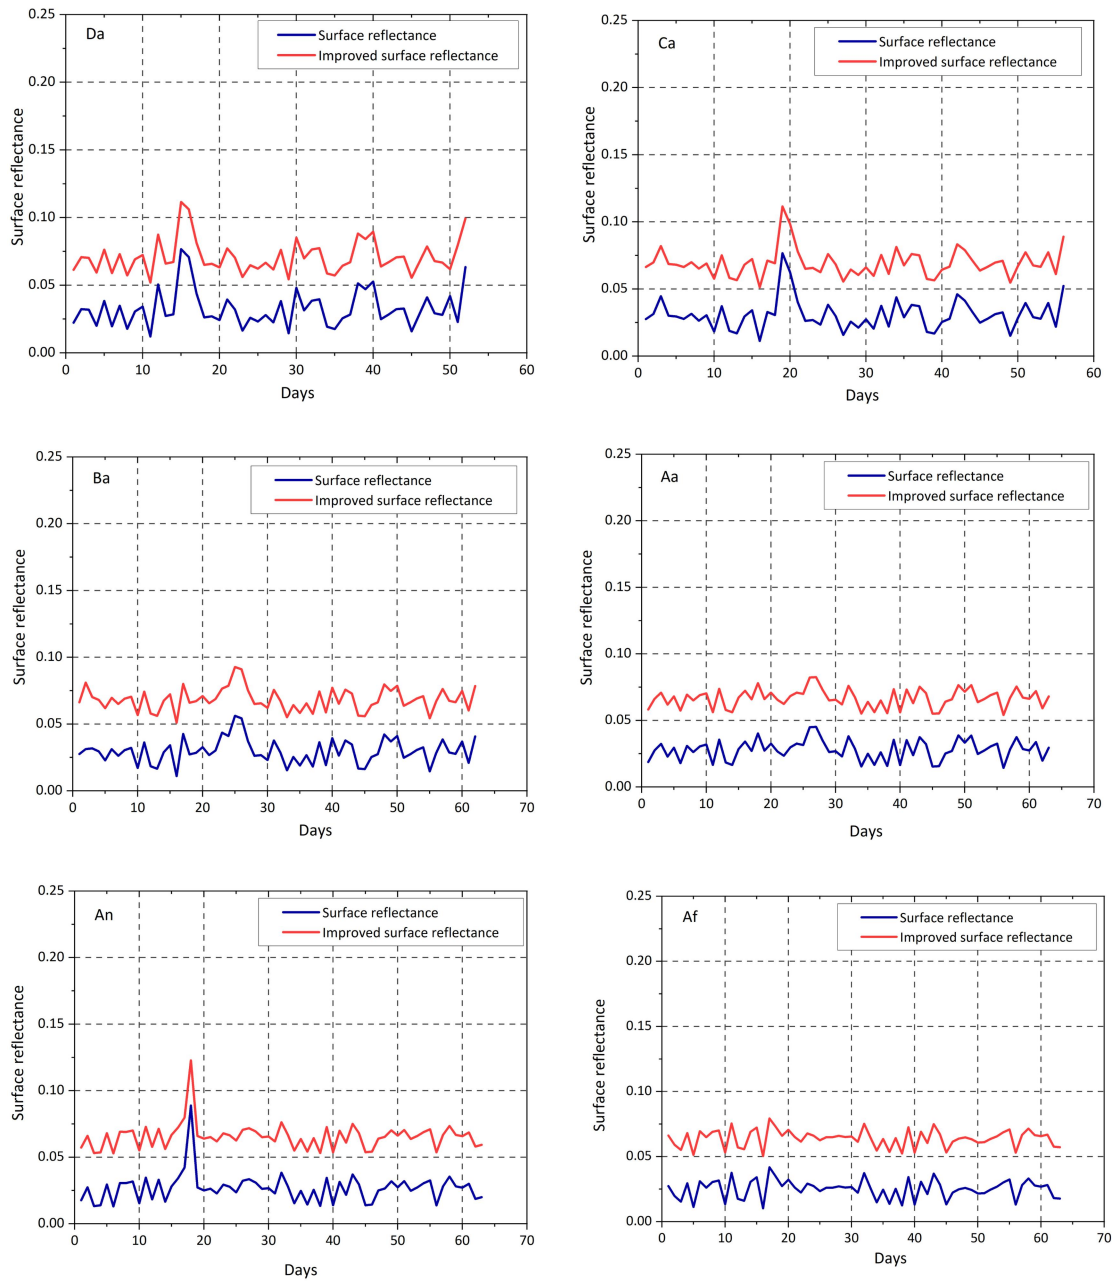 Da
Surface reflectance
Improved surface reflectance
0.25
0.20
0.15
0.10
0.05
0.00
Surface reflectance
0 10 20 30 40 50 60
Days
Ca
Surface reflectance
Improved surface reflectance
0.25
0.20
0.15
0.10
0.05
0.00
Surface reflectance
0 10 20 30 40 50 60
Days
Ba
Surface reflectance
Improved surface reflectance
0.25
0.20
0.15
0.10
0.05
0.00
Surface reflectance
0 10 20 30 40 50 60 70
Days
Aa
Surface reflectance
Improved surface reflectance
0.25
0.20
0.15
0.10
0.05
0.00
Surface reflectance
0 10 20 30 40 50 60 70
Days
An
Surface reflectance
Improved surface reflectance
0.25
0.20
0.15
0.10
0.05
0.00
Surface reflectance
0 10 20 30 40 50 60 70
Days
Af
Surface reflectance
Improved surface reflectance
0.25
0.20
0.15
0.10
0.05
0.00
Surface reflectance
0 10 20 30 40 50 60 70
Days